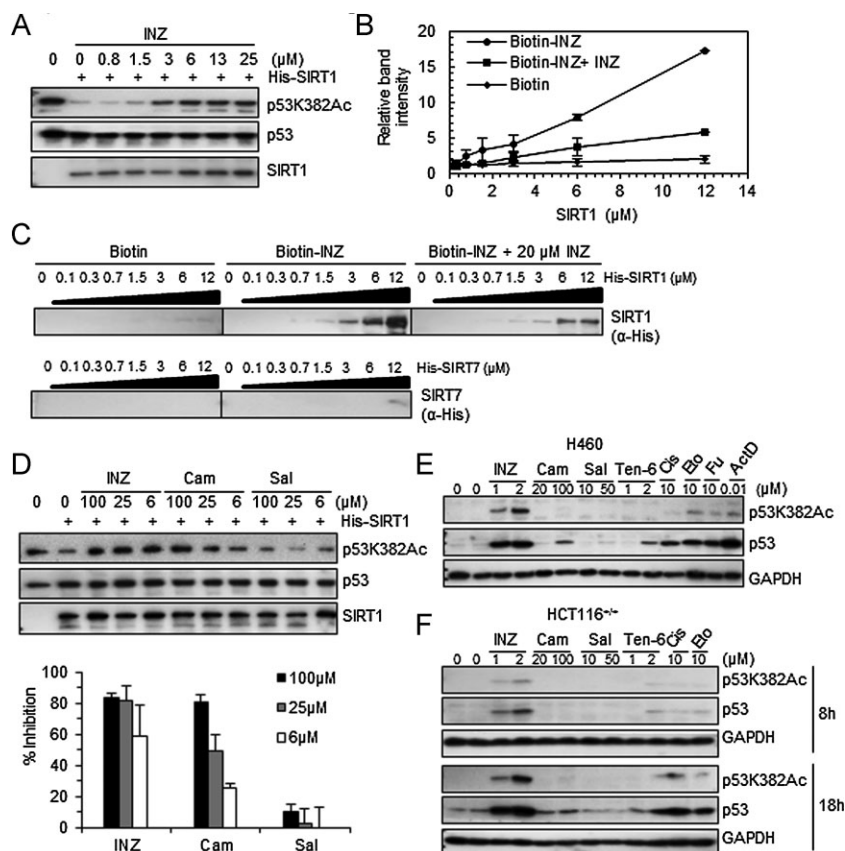 A
INZ
0 0 0.8 1.5 3 6 13 25 (µM)
+ + + + + + + His-SIRT1
p53K382Ac
p53
SIRT1
B
Relative band
intensity
20
15
10
5
0
Biotin-INZ
Biotin-INZ+ INZ
Biotin
0 2 4 6 8 10 12 14
SIRT1 (µM)
C
Biotin Biotin-INZ Biotin-INZ + 20 µM INZ
0 0.1 0.3 0.7 1.5 3 6 12 0 0.1 0.3 0.7 1.5 3 6 12 0 0.1 0.3 0.7 1.5 3 6 12 His-SIRT1(µM)
SIRT1
(α-His)
0 0.1 0.3 0.7 1.5 3 6 12 0 0.1 0.3 0.7 1.5 3 6 12 His-SIRT7(µM)
SIRT7
(α-His)
D
INZ Cam Sal
0 0 100 25 6 100 25 6 100 25 6 (µM)
+ + + + + + + + + + His-SIRT1
p53K382Ac
p53
SIRT1
% Inhibition
100
80
60
40
20
0
100µM
25µM
6µM
INZ Cam Sal
E
H460
INZ Cam Sal Ten-6 Cis Eto Fu ActD
0 0 1 2 20 100 10 50 1 2 10 10 10 0.01 (µM)
p53K382Ac
p53
GAPDH
F
HCT116+/+
INZ Cam Sal Ten-6 Cis Eto
0 0 1 2 20 100 10 50 1 2 10 10 (µM)
p53K382Ac
p53
GAPDH
8h
p53K382Ac
p53
GAPDH
18h